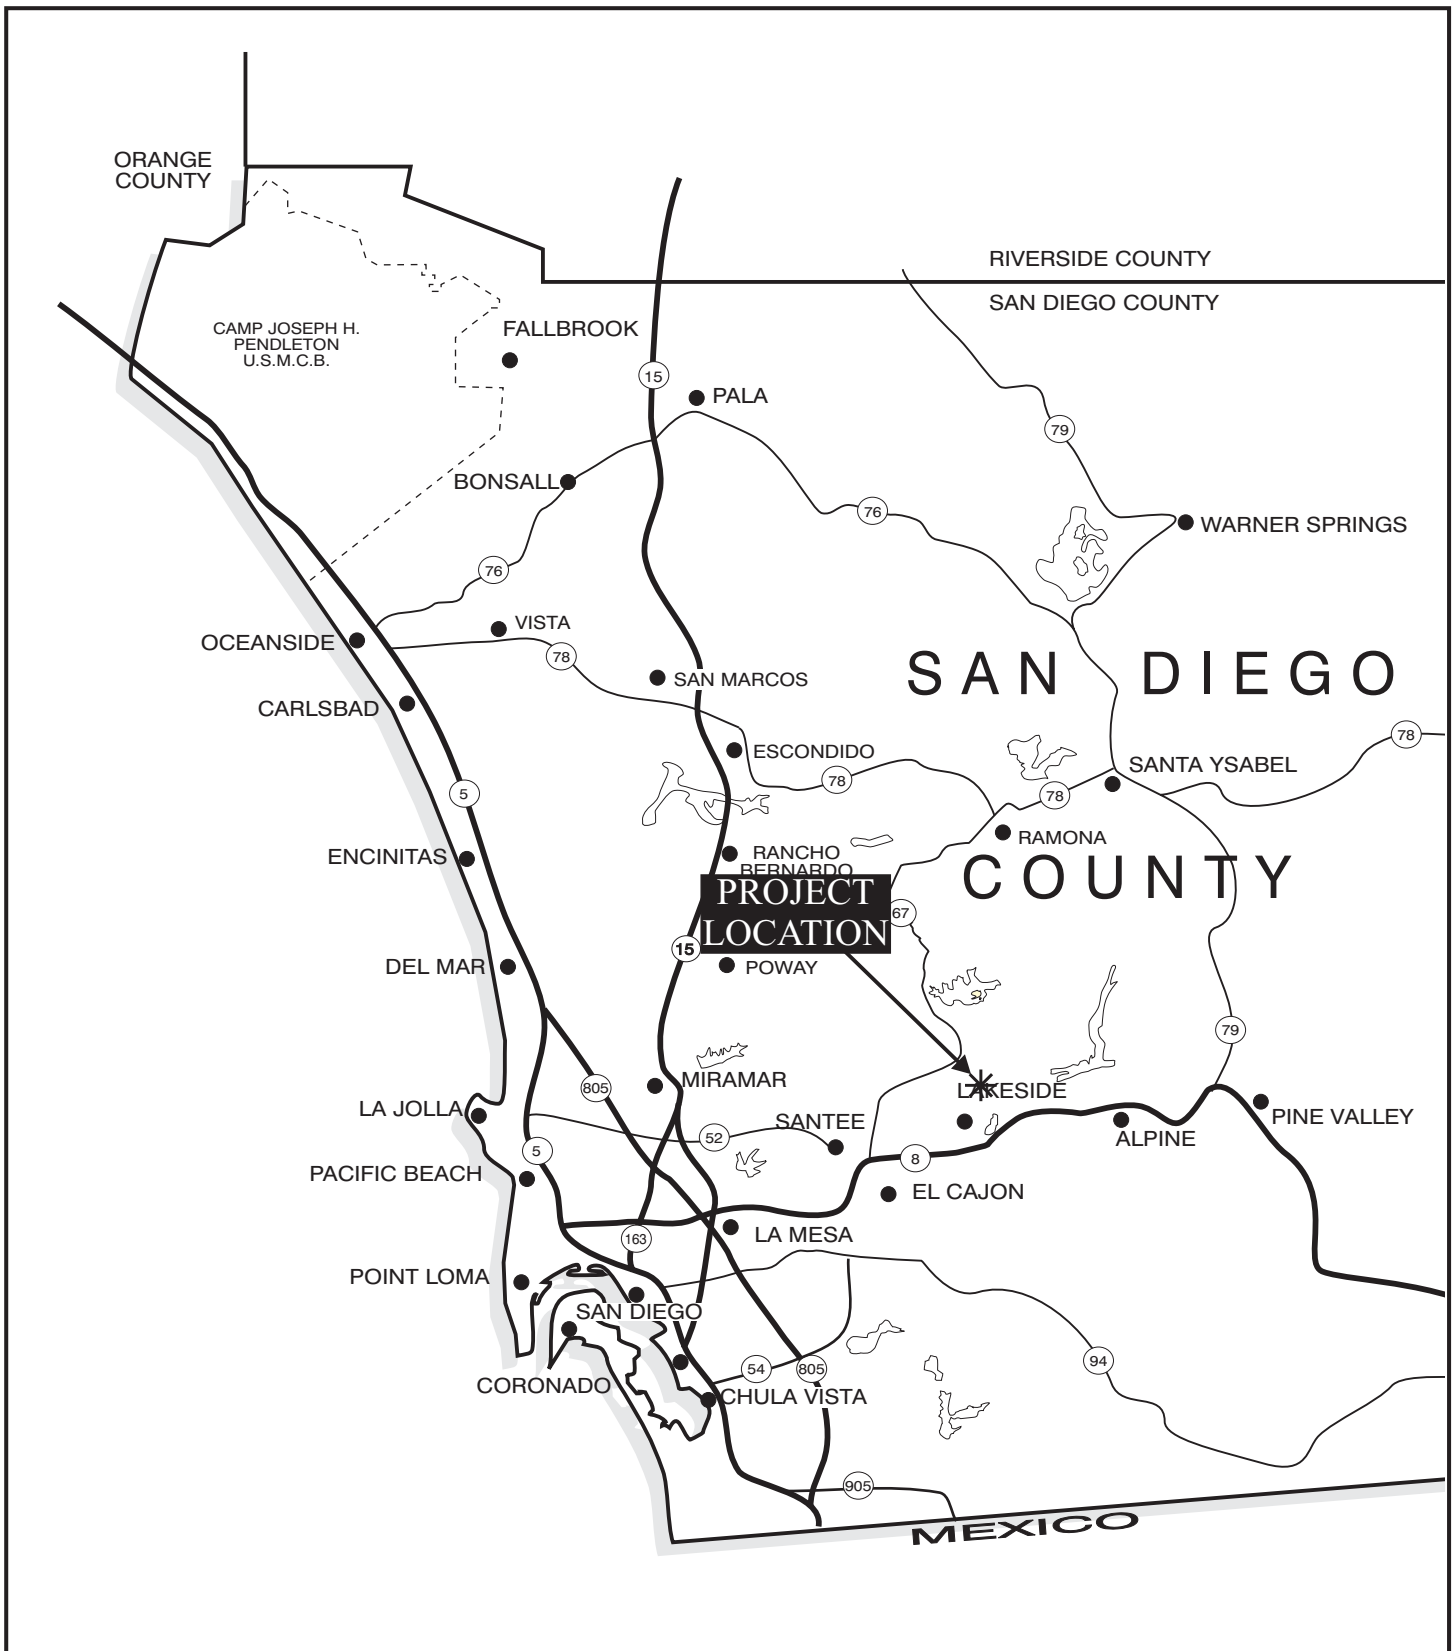 ORANGE
COUNTY
RIVERSIDE COUNTY
SAN DIEGO COUNTY
CAMP JOSEPH H.
PENDLETON
U.S.M.C.B.
FALLBROOK
15
PALA
79
BONSALL
76
WARNER SPRINGS
76
VISTA
OCEANSIDE
78
SAN MARCOS
SAN DIEGO
CARLSBAD
78
ESCONDIDO
SANTA YSABEL
78
78
5
RAMONA
ENCINITAS
RANCHO
BERNARDO
COUNTY
PROJECT
LOCATION
67
15
DEL MAR
POWAY
79
805
MIRAMAR
LAKESIDE
LA JOLLA
PINE VALLEY
SANTEE
52
ALPINE
5
8
PACIFIC BEACH
EL CAJON
LA MESA
163
POINT LOMA
SAN DIEGO
94
54
805
CORONADO
CHULA VISTA
905
MEXICO